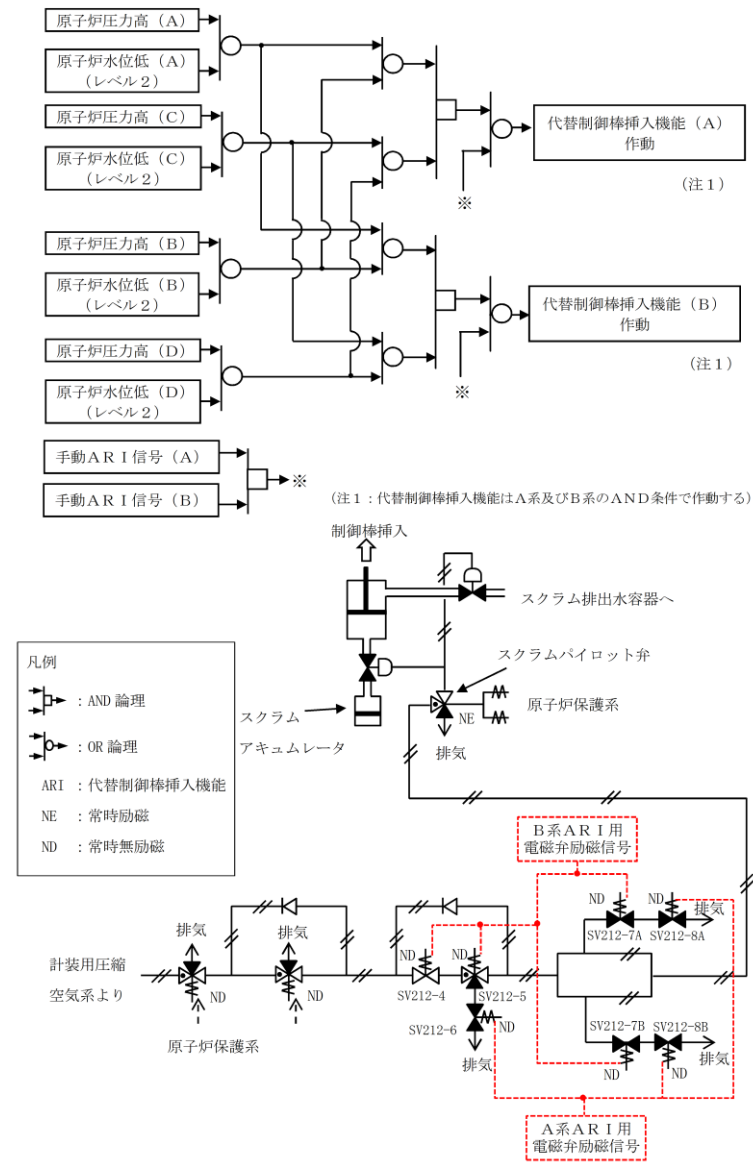 原子炉圧力高（A）
原子炉水位低（A）
（レベル２）
原子炉圧力高（C）
原子炉水位低（C）
（レベル２）
代替制御棒挿入機能（A）
作動
（注１）
※
原子炉圧力高（B）
原子炉水位低（B）
（レベル２）
代替制御棒挿入機能（B）
作動
（注１）
※
原子炉圧力高（D）
原子炉水位低（D）
（レベル２）
手動ＡＲＩ信号（A）
手動ＡＲＩ信号（B）
※
（注１：代替制御棒挿入機能はＡ系及びＢ系のＡＮＤ条件で作動する）
制御棒挿入
スクラム排出水容器へ
スクラムパイロット弁
NE
原子炉保護系
排気
スクラム
アキュムレータ
凡例
：AND 論理
：OR 論理
ARI ：代替制御棒挿入機能
NE ：常時励磁
ND ：常時無励磁
Ｂ系ＡＲＩ用
電磁弁励磁信号
ND
ND
排気
SV212-7A
SV212-8A
計装用圧縮
空気系より
排気
ND
排気
ND
原子炉保護系
ND
ND
SV212-4
SV212-5
SV212-6
ND
排気
SV212-7B
SV212-8B
ND
ND
排気
Ａ系ＡＲＩ用
電磁弁励磁信号